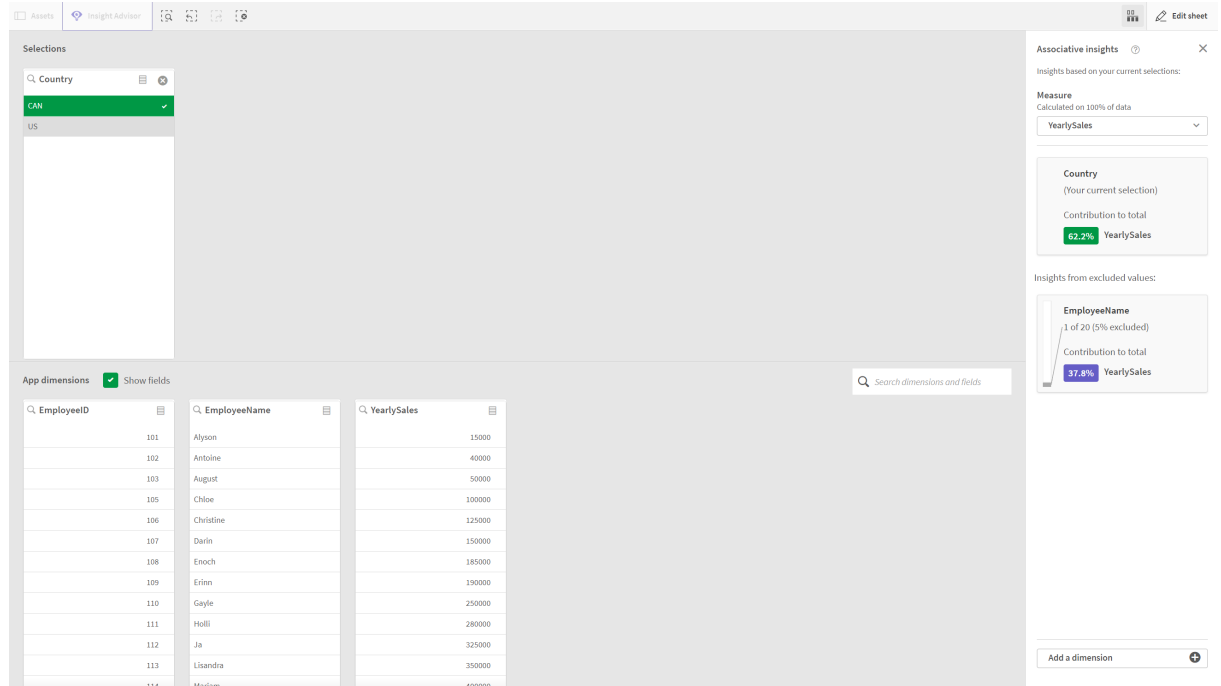 Assets
Insight Advisor
Edit sheet
Selections
Country
CAN
US
Associative insights
Insights based on your current selections:
Measure
Calculated on 100% of data
YearlySales
Country
(Your current selection)
Contribution to total
62.2% YearlySales
Insights from excluded values:
EmployeeName
1 of 20 (5% excluded)
Contribution to total
37.8% YearlySales
Add a dimension
App dimensions
Show fields
Search dimensions and fields
EmployeeID
101
102
103
105
106
107
108
109
110
111
112
113
114
EmployeeName
Alyson
Antoine
August
Chloe
Christine
Darin
Enoch
Erinn
Gayle
Holli
Ja
Lisandra
Mariam
YearlySales
15000
40000
50000
100000
125000
150000
185000
190000
250000
280000
325000
350000
400000